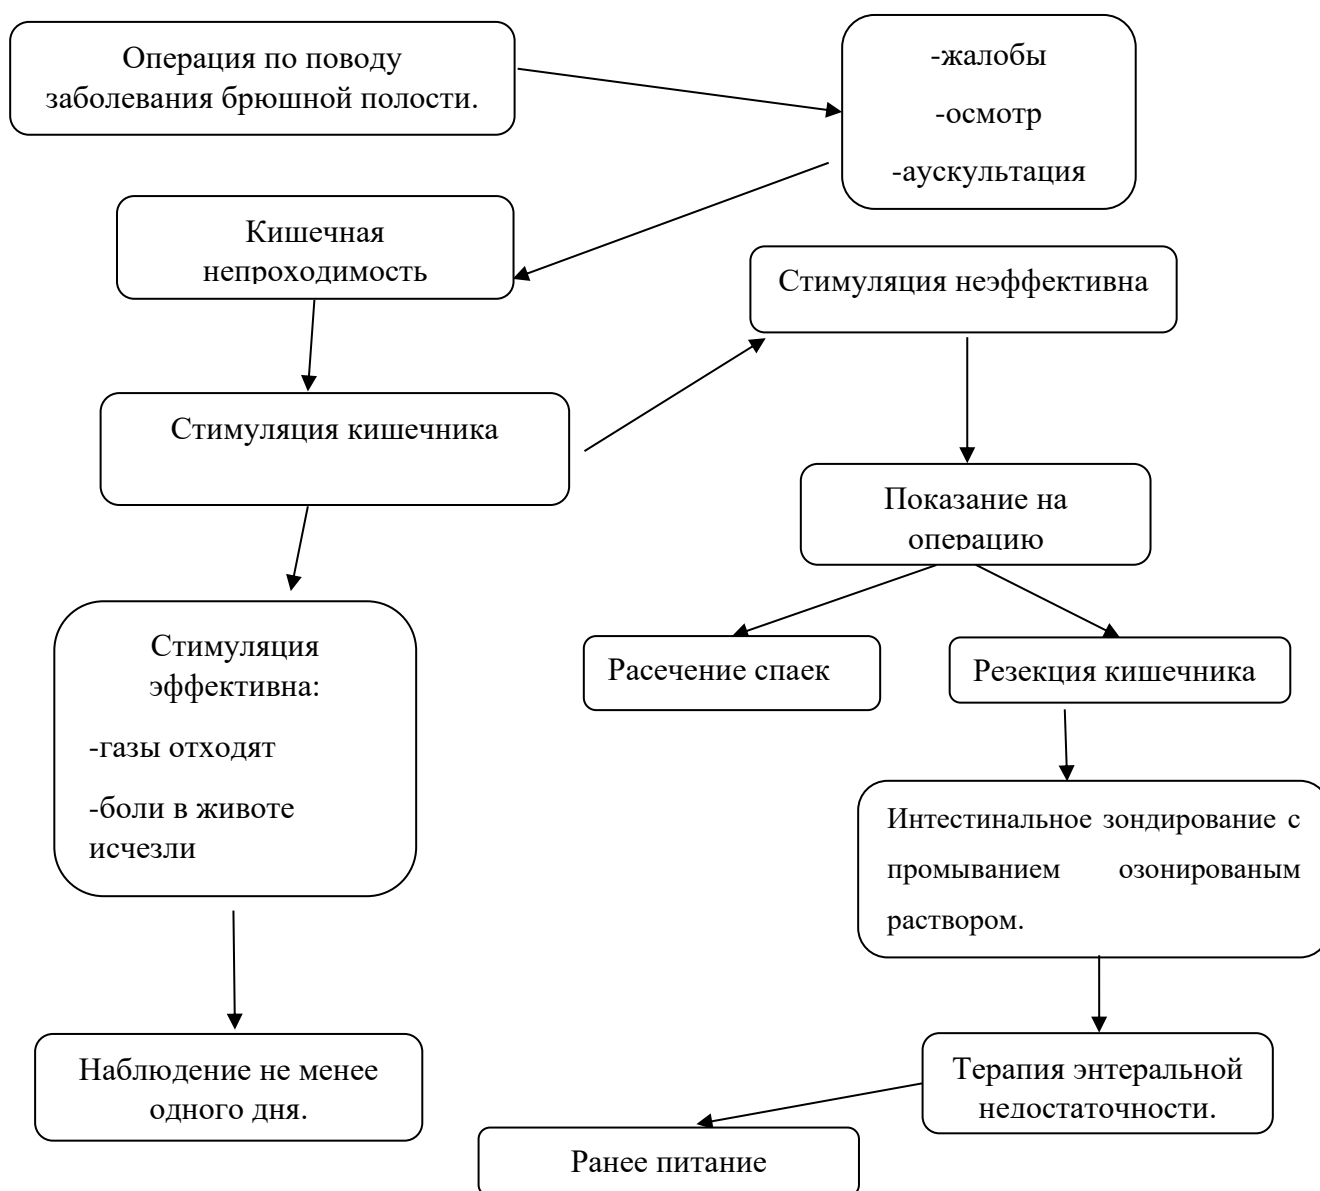 Операция по поводу
заболевания брюшной полости.
-жалобы
-осмотр
-аускультация
Кишечная
непроходимость
Стимуляция неэффективна
Стимуляция кишечника
Показание на
операцию
Стимуляция
эффективна:
-газы отходят
-боли в животе
исчезли
Расечение спаек
Резекция кишечника
Интестинальное зондирование с
промыванием озонированым
раствором.
Наблюдение не менее
одного дня.
Терапия энтеральной
недостаточности.
Ранее питание